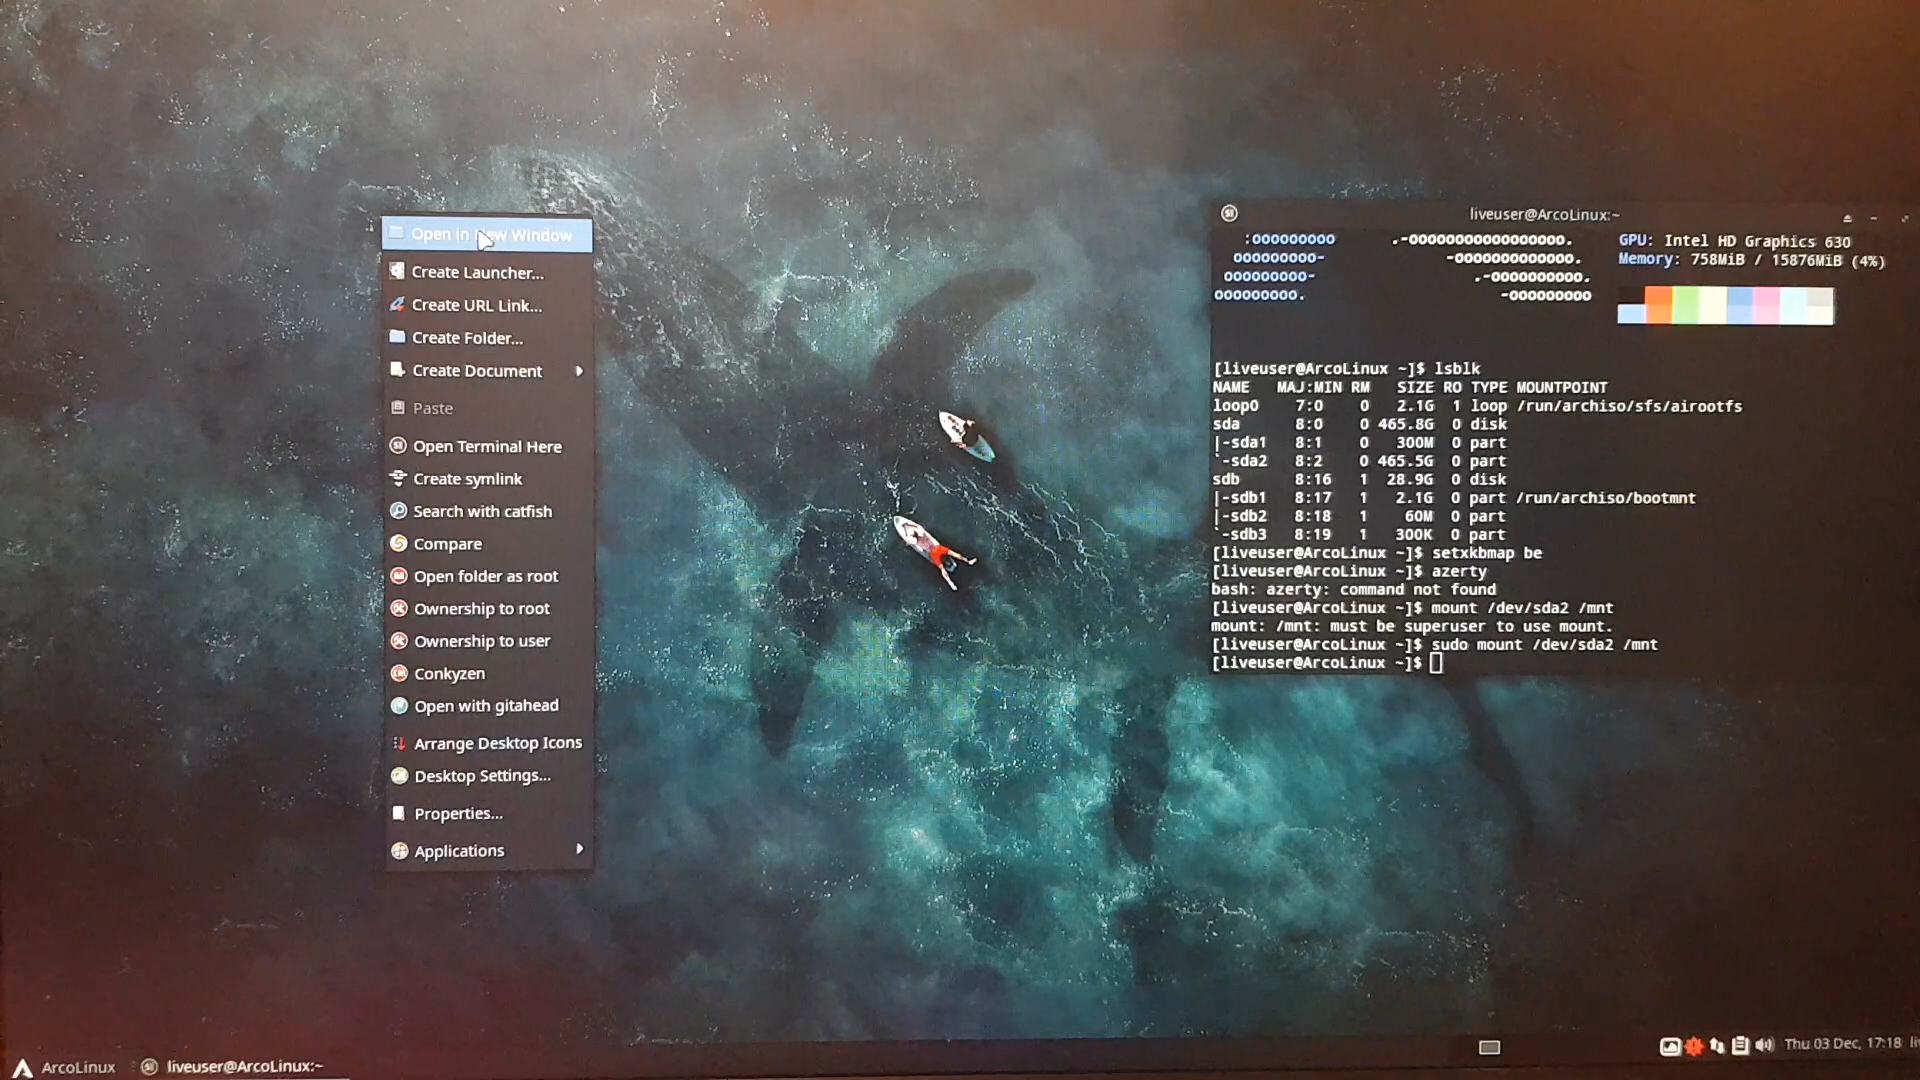 Open in New Window
Create Launcher...
Create URL Link...
Create Folder...
Create Document
Paste
Open Terminal Here
Create symlink
Search with catfish
Compare
Open folder as root
Ownership to root
Ownership to user
Conkyzen
Open with gitahead
Arrange Desktop Icons
Desktop Settings...
Properties...
Applications
liveuser@ArcoLinux:~
:ooooooooo .-oooooooooooooooooo. GPU: Intel HD Graphics 630
ooooooooo- -oooooooooooooo. Memory: 758MiB / 15876MiB (4%)
ooooooooo- .-ooooooooo.
ooooooooo. -ooooooooo
[liveuser@ArcoLinux ~]$ lsblk
NAME MAJ:MIN RM SIZE RO TYPE MOUNTPOINT
loop0 7:0 0 2.1G 1 loop /run/archiso/sfs/airootfs
sda 8:0 0 465.8G 0 disk
|-sda1 8:1 0 300M 0 part
`-sda2 8:2 0 465.5G 0 part
sdb 8:16 1 28.9G 0 disk
|-sdb1 8:17 1 2.1G 0 part /run/archiso/bootmnt
|-sdb2 8:18 1 60M 0 part
`-sdb3 8:19 1 300K 0 part
[liveuser@ArcoLinux ~]$ setxkbmap be
[liveuser@ArcoLinux ~]$ azerty
bash: azerty: command not found
[liveuser@ArcoLinux ~]$ mount /dev/sda2 /mnt
mount: /mnt: must be superuser to use mount.
[liveuser@ArcoLinux ~]$ sudo mount /dev/sda2 /mnt
[liveuser@ArcoLinux ~]$
ArcoLinux liveuser@ArcoLinux:~ Thu 03 Dec, 17:18